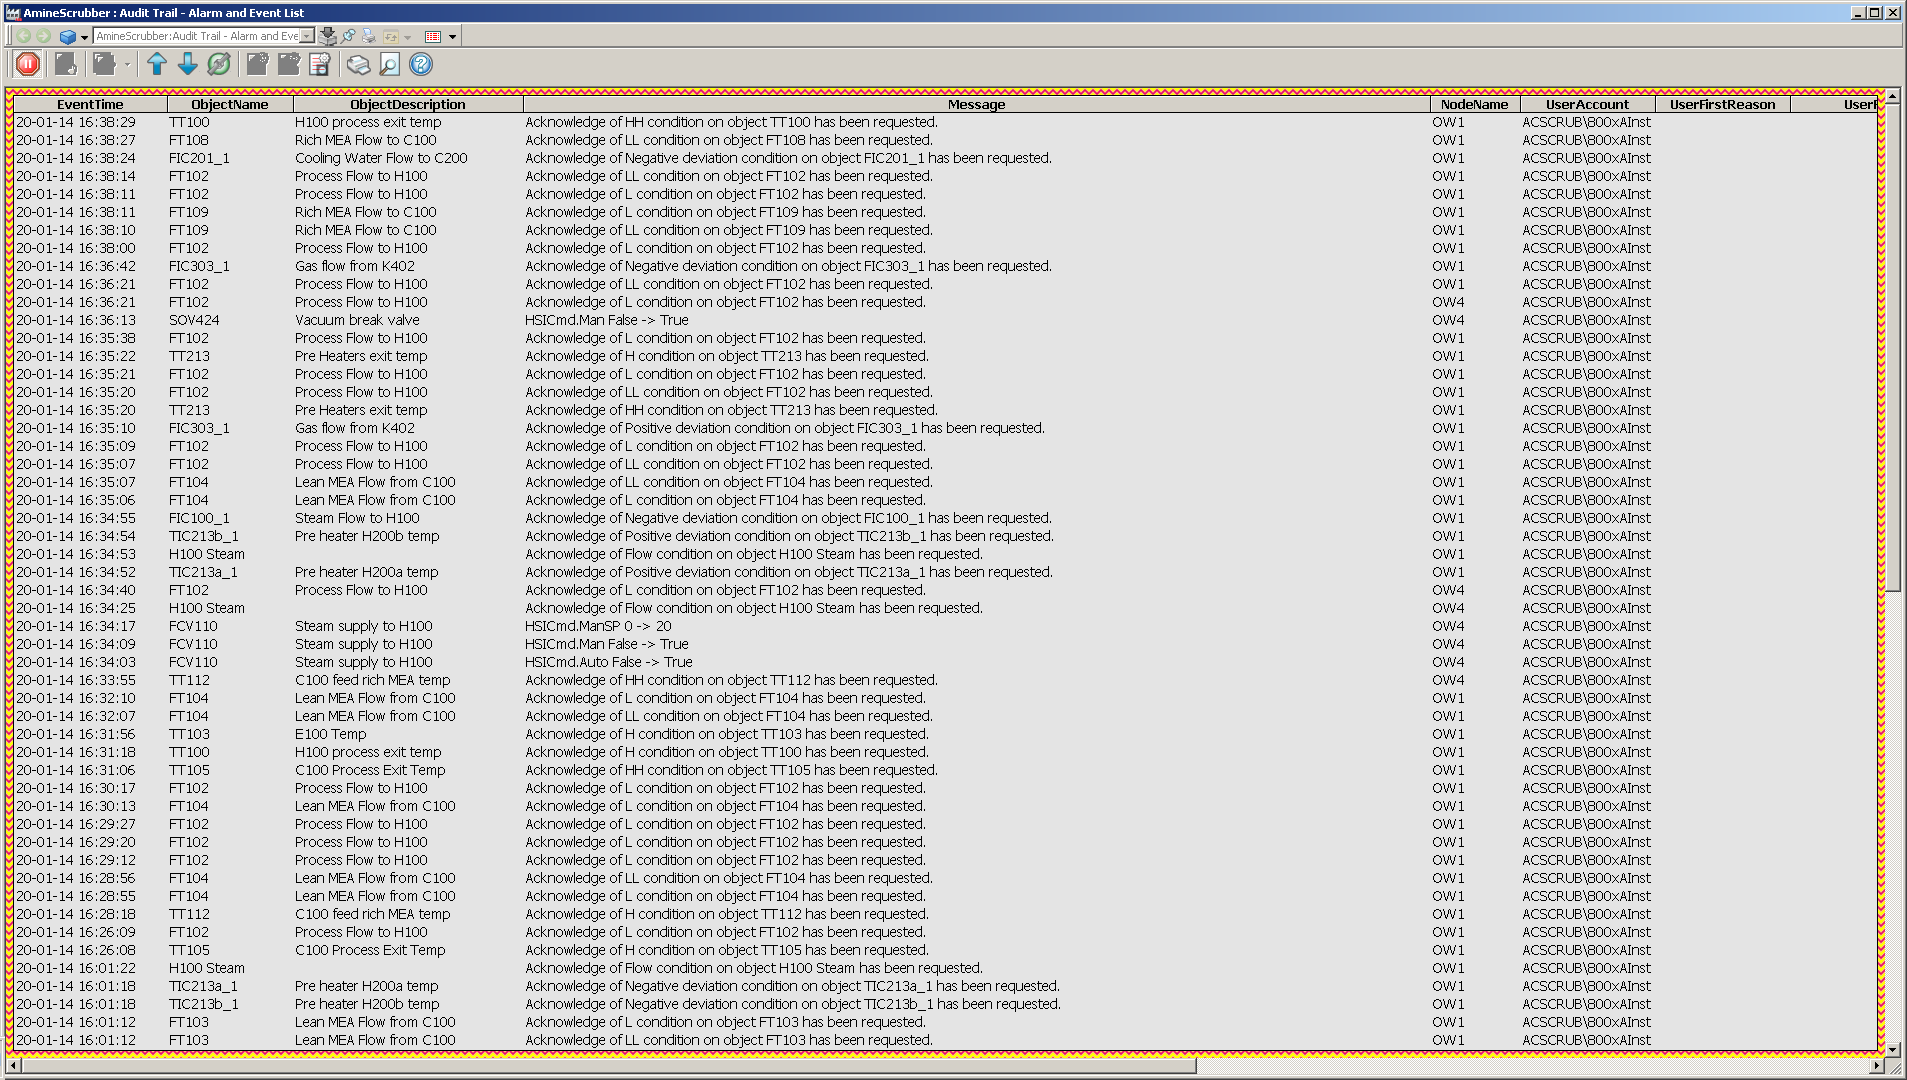 AmineScrubber : Audit Trail - Alarm and Event List
AmineScrubber:Audit Trail - Alarm and Eve
EventTime ObjectName ObjectDescription Message NodeName UserAccount UserFirstReason
20-01-14 16:38:29 TT100 H100 process exit temp Acknowledge of HH condition on object TT100 has been requested. OW1 ACSCRUB\800xAInst
20-01-14 16:38:27 FT108 Rich MEA Flow to C100 Acknowledge of LL condition on object FT108 has been requested. OW1 ACSCRUB\800xAInst
20-01-14 16:38:24 FIC201_1 Cooling Water Flow to C200 Acknowledge of Negative deviation condition on object FIC201_1 has been requested. OW1 ACSCRUB\800xAInst
20-01-14 16:38:14 FT102 Process Flow to H100 Acknowledge of LL condition on object FT102 has been requested. OW1 ACSCRUB\800xAInst
20-01-14 16:38:11 FT102 Process Flow to H100 Acknowledge of L condition on object FT102 has been requested. OW1 ACSCRUB\800xAInst
20-01-14 16:38:11 FT109 Rich MEA Flow to C100 Acknowledge of L condition on object FT109 has been requested. OW1 ACSCRUB\800xAInst
20-01-14 16:38:10 FT109 Rich MEA Flow to C100 Acknowledge of LL condition on object FT109 has been requested. OW1 ACSCRUB\800xAInst
20-01-14 16:38:00 FT102 Process Flow to H100 Acknowledge of L condition on object FT102 has been requested. OW1 ACSCRUB\800xAInst
20-01-14 16:36:42 FIC303_1 Gas flow from K402 Acknowledge of Negative deviation condition on object FIC303_1 has been requested. OW1 ACSCRUB\800xAInst
20-01-14 16:36:21 FT102 Process Flow to H100 Acknowledge of LL condition on object FT102 has been requested. OW1 ACSCRUB\800xAInst
20-01-14 16:36:21 FT102 Process Flow to H100 Acknowledge of L condition on object FT102 has been requested. OW4 ACSCRUB\800xAInst
20-01-14 16:36:13 SOV424 Vacuum break valve HSICmd.Man False -> True OW4 ACSCRUB\800xAInst
20-01-14 16:35:38 FT102 Process Flow to H100 Acknowledge of L condition on object FT102 has been requested. OW1 ACSCRUB\800xAInst
20-01-14 16:35:22 TT213 Pre Heaters exit temp Acknowledge of H condition on object TT213 has been requested. OW1 ACSCRUB\800xAInst
20-01-14 16:35:21 FT102 Process Flow to H100 Acknowledge of L condition on object FT102 has been requested. OW1 ACSCRUB\800xAInst
20-01-14 16:35:20 FT102 Process Flow to H100 Acknowledge of LL condition on object FT102 has been requested. OW1 ACSCRUB\800xAInst
20-01-14 16:35:20 TT213 Pre Heaters exit temp Acknowledge of HH condition on object TT213 has been requested. OW1 ACSCRUB\800xAInst
20-01-14 16:35:10 FIC303_1 Gas flow from K402 Acknowledge of Positive deviation condition on object FIC303_1 has been requested. OW1 ACSCRUB\800xAInst
20-01-14 16:35:09 FT102 Process Flow to H100 Acknowledge of L condition on object FT102 has been requested. OW1 ACSCRUB\800xAInst
20-01-14 16:35:07 FT102 Process Flow to H100 Acknowledge of LL condition on object FT102 has been requested. OW1 ACSCRUB\800xAInst
20-01-14 16:35:07 FT104 Lean MEA Flow from C100 Acknowledge of LL condition on object FT104 has been requested. OW1 ACSCRUB\800xAInst
20-01-14 16:35:06 FT104 Lean MEA Flow from C100 Acknowledge of L condition on object FT104 has been requested. OW1 ACSCRUB\800xAInst
20-01-14 16:34:55 FIC100_1 Steam Flow to H100 Acknowledge of Negative deviation condition on object FIC100_1 has been requested. OW1 ACSCRUB\800xAInst
20-01-14 16:34:54 TIC213b_1 Pre heater H200b temp Acknowledge of Positive deviation condition on object TIC213b_1 has been requested. OW1 ACSCRUB\800xAInst
20-01-14 16:34:53 H100 Steam Acknowledge of Flow condition on object H100 Steam has been requested. OW1 ACSCRUB\800xAInst
20-01-14 16:34:52 TIC213a_1 Pre heater H200a temp Acknowledge of Positive deviation condition on object TIC213a_1 has been requested. OW1 ACSCRUB\800xAInst
20-01-14 16:34:40 FT102 Process Flow to H100 Acknowledge of L condition on object FT102 has been requested. OW4 ACSCRUB\800xAInst
20-01-14 16:34:25 H100 Steam Acknowledge of Flow condition on object H100 Steam has been requested. OW4 ACSCRUB\800xAInst
20-01-14 16:34:17 FCV110 Steam supply to H100 HSICmd.ManSP 0 -> 20 OW4 ACSCRUB\800xAInst
20-01-14 16:34:09 FCV110 Steam supply to H100 HSICmd.Man False -> True OW4 ACSCRUB\800xAInst
20-01-14 16:34:03 FCV110 Steam supply to H100 HSICmd.Auto False -> True OW4 ACSCRUB\800xAInst
20-01-14 16:33:55 TT112 C100 feed rich MEA temp Acknowledge of HH condition on object TT112 has been requested. OW4 ACSCRUB\800xAInst
20-01-14 16:32:10 FT104 Lean MEA Flow from C100 Acknowledge of L condition on object FT104 has been requested. OW1 ACSCRUB\800xAInst
20-01-14 16:32:07 FT104 Lean MEA Flow from C100 Acknowledge of LL condition on object FT104 has been requested. OW1 ACSCRUB\800xAInst
20-01-14 16:31:56 TT103 E100 Temp Acknowledge of H condition on object TT103 has been requested. OW1 ACSCRUB\800xAInst
20-01-14 16:31:18 TT100 H100 process exit temp Acknowledge of H condition on object TT100 has been requested. OW1 ACSCRUB\800xAInst
20-01-14 16:31:06 TT105 C100 Process Exit Temp Acknowledge of HH condition on object TT105 has been requested. OW1 ACSCRUB\800xAInst
20-01-14 16:30:17 FT102 Process Flow to H100 Acknowledge of L condition on object FT102 has been requested. OW1 ACSCRUB\800xAInst
20-01-14 16:30:13 FT104 Lean MEA Flow from C100 Acknowledge of L condition on object FT104 has been requested. OW1 ACSCRUB\800xAInst
20-01-14 16:29:27 FT102 Process Flow to H100 Acknowledge of L condition on object FT102 has been requested. OW1 ACSCRUB\800xAInst
20-01-14 16:29:20 FT102 Process Flow to H100 Acknowledge of L condition on object FT102 has been requested. OW1 ACSCRUB\800xAInst
20-01-14 16:29:12 FT102 Process Flow to H100 Acknowledge of L condition on object FT102 has been requested. OW1 ACSCRUB\800xAInst
20-01-14 16:28:56 FT104 Lean MEA Flow from C100 Acknowledge of LL condition on object FT104 has been requested. OW1 ACSCRUB\800xAInst
20-01-14 16:28:55 FT104 Lean MEA Flow from C100 Acknowledge of L condition on object FT104 has been requested. OW1 ACSCRUB\800xAInst
20-01-14 16:28:18 TT112 C100 feed rich MEA temp Acknowledge of H condition on object TT112 has been requested. OW1 ACSCRUB\800xAInst
20-01-14 16:26:09 FT102 Process Flow to H100 Acknowledge of L condition on object FT102 has been requested. OW1 ACSCRUB\800xAInst
20-01-14 16:26:08 TT105 C100 Process Exit Temp Acknowledge of H condition on object TT105 has been requested. OW1 ACSCRUB\800xAInst
20-01-14 16:01:22 H100 Steam Acknowledge of Flow condition on object H100 Steam has been requested. OW1 ACSCRUB\800xAInst
20-01-14 16:01:18 TIC213a_1 Pre heater H200a temp Acknowledge of Negative deviation condition on object TIC213a_1 has been requested. OW1 ACSCRUB\800xAInst
20-01-14 16:01:18 TIC213b_1 Pre heater H200b temp Acknowledge of Negative deviation condition on object TIC213b_1 has been requested. OW1 ACSCRUB\800xAInst
20-01-14 16:01:12 FT103 Lean MEA Flow from C100 Acknowledge of L condition on object FT103 has been requested. OW1 ACSCRUB\800xAInst
20-01-14 16:01:12 FT103 Lean MEA Flow from C100 Acknowledge of LL condition on object FT103 has been requested. OW1 ACSCRUB\800xAInst